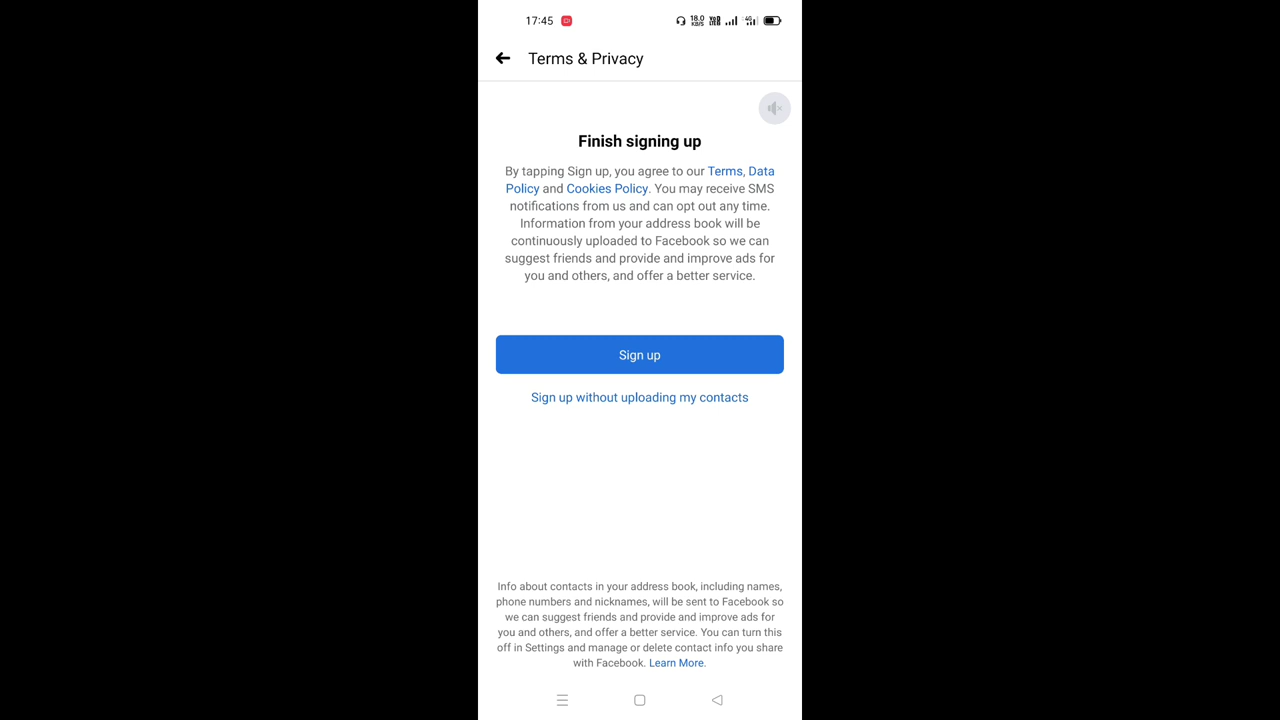 17:45 18.0 KB/S Vo LTE 4G
Terms & Privacy
Finish signing up
By tapping Sign up, you agree to our Terms, Data
Policy and Cookies Policy. You may receive SMS
notifications from us and can opt out any time.
Information from your address book will be
continuously uploaded to Facebook so we can
suggest friends and provide and improve ads for
you and others, and offer a better service.
Sign up
Sign up without uploading my contacts
Info about contacts in your address book, including names,
phone numbers and nicknames, will be sent to Facebook so
we can suggest friends and provide and improve ads for
you and others, and offer a better service. You can turn this
off in Settings and manage or delete contact info you share
with Facebook. Learn More.